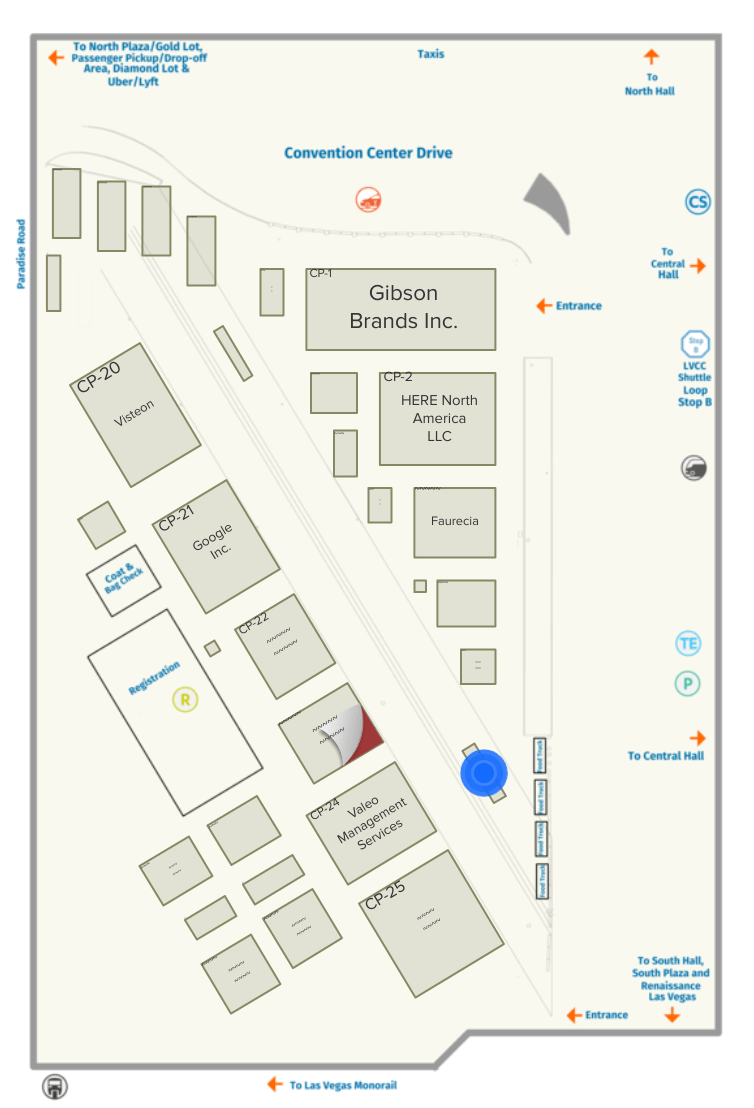 To North Plaza/Gold Lot,
Passenger Pickup/Drop-off
Area, Diamond Lot &
Uber/Lyft
Taxis
To
North Hall
Convention Center Drive
CS
Paradise Road
To
Central
Hall
CP-1
Gibson
Brands Inc.
Entrance
Stop
B
LVCC
Shuttle
Loop
Stop B
CP-20
Visteon
CP-2
HERE North
America
LLC
CP-21
Google
Inc.
Faurecia
Coat &
Bag Check
CP-22
Registration
R
TE
P
To Central Hall
Food Truck
Food Truck
Food Truck
Food Truck
CP-24
Valeo
Management
Services
CP-25
To South Hall,
South Plaza and
Renaissance
Las Vegas
Entrance
To Las Vegas Monorail